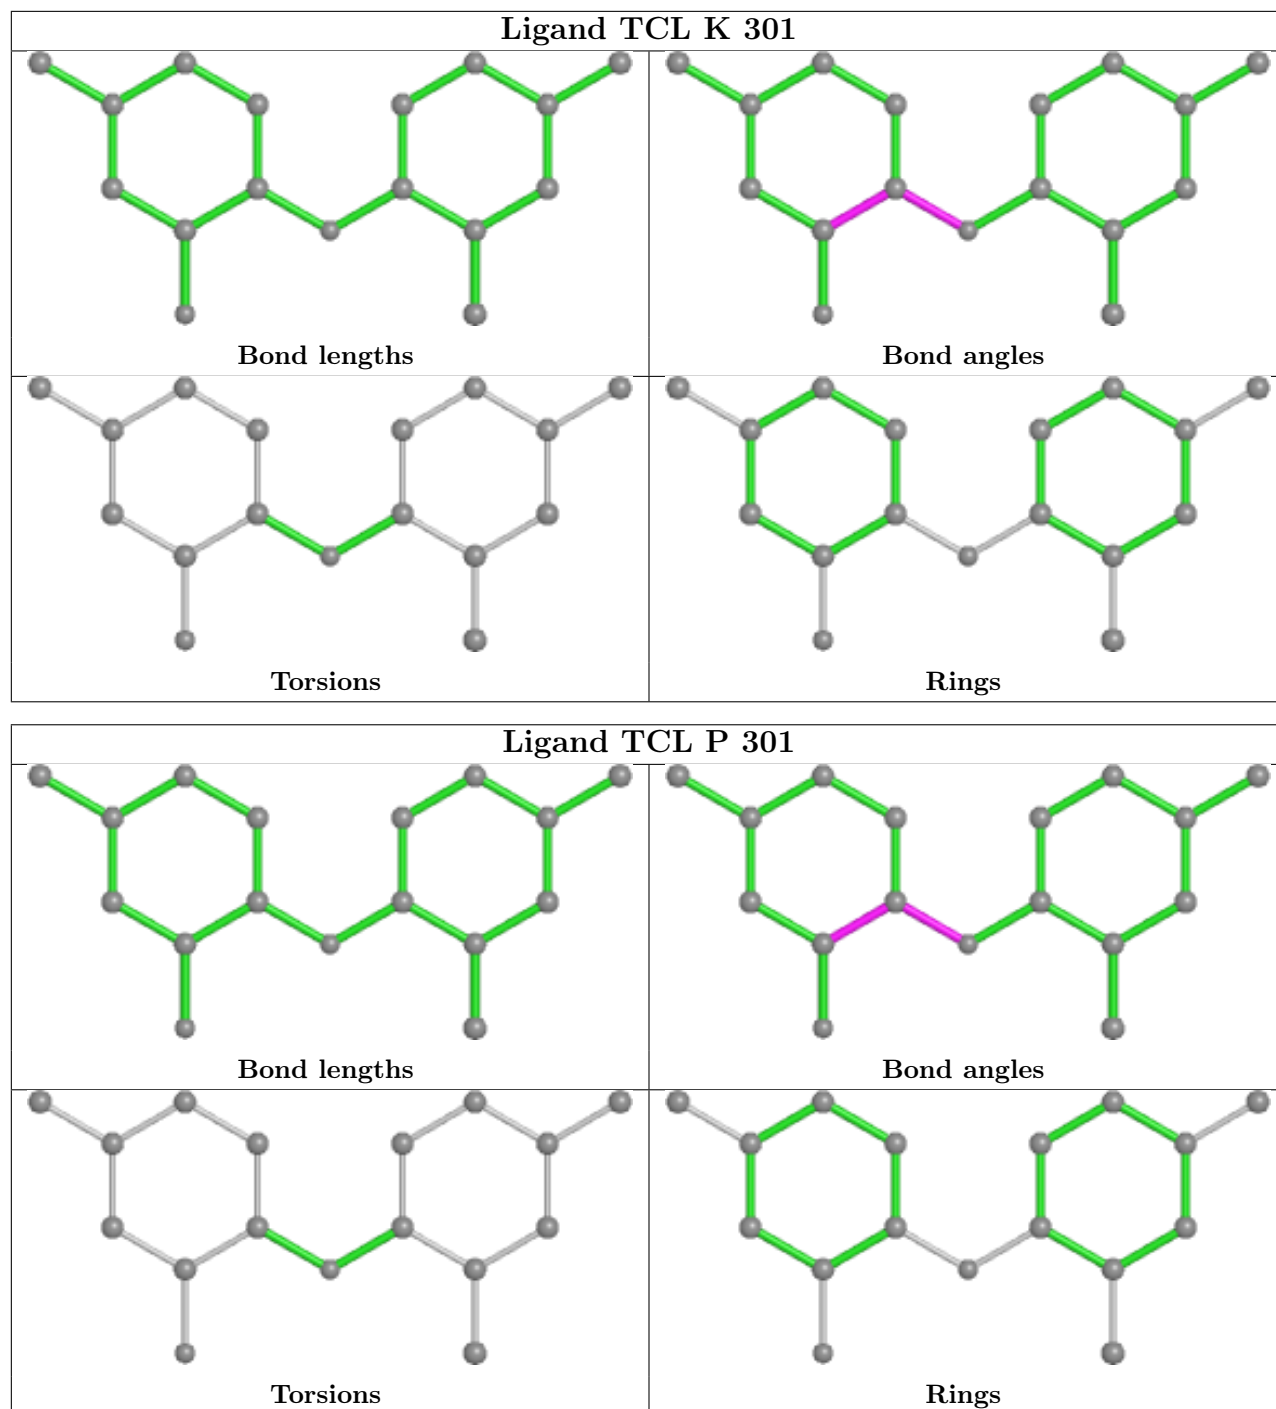 Ligand TCL K 301
Bond lengths
Bond angles
Torsions
Rings
Ligand TCL P 301
Bond lengths
Bond angles
Torsions
Rings